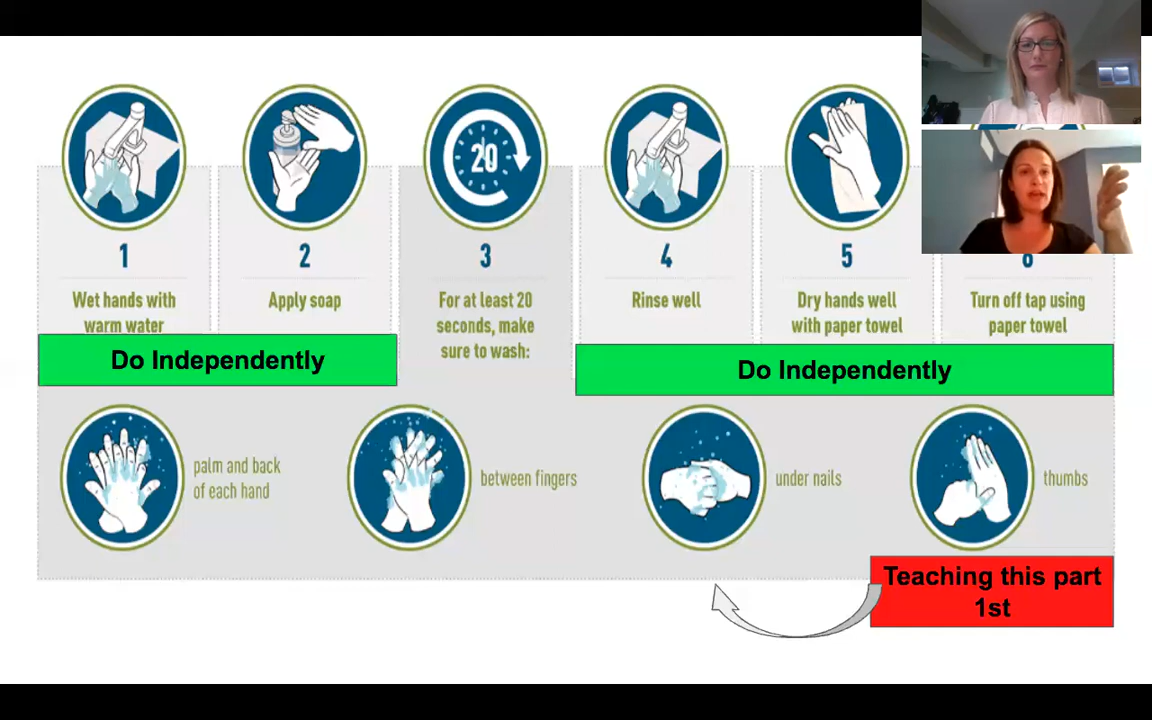 20
1
2
3
4
5
6
Wet hands with
warm water
Apply soap
For at least 20
seconds, make
sure to wash:
Rinse well
Dry hands well
with paper towel
Turn off tap using
paper towel
Do Independently
Do Independently
palm and back
of each hand
between fingers
under nails
thumbs
Teaching this part
1st